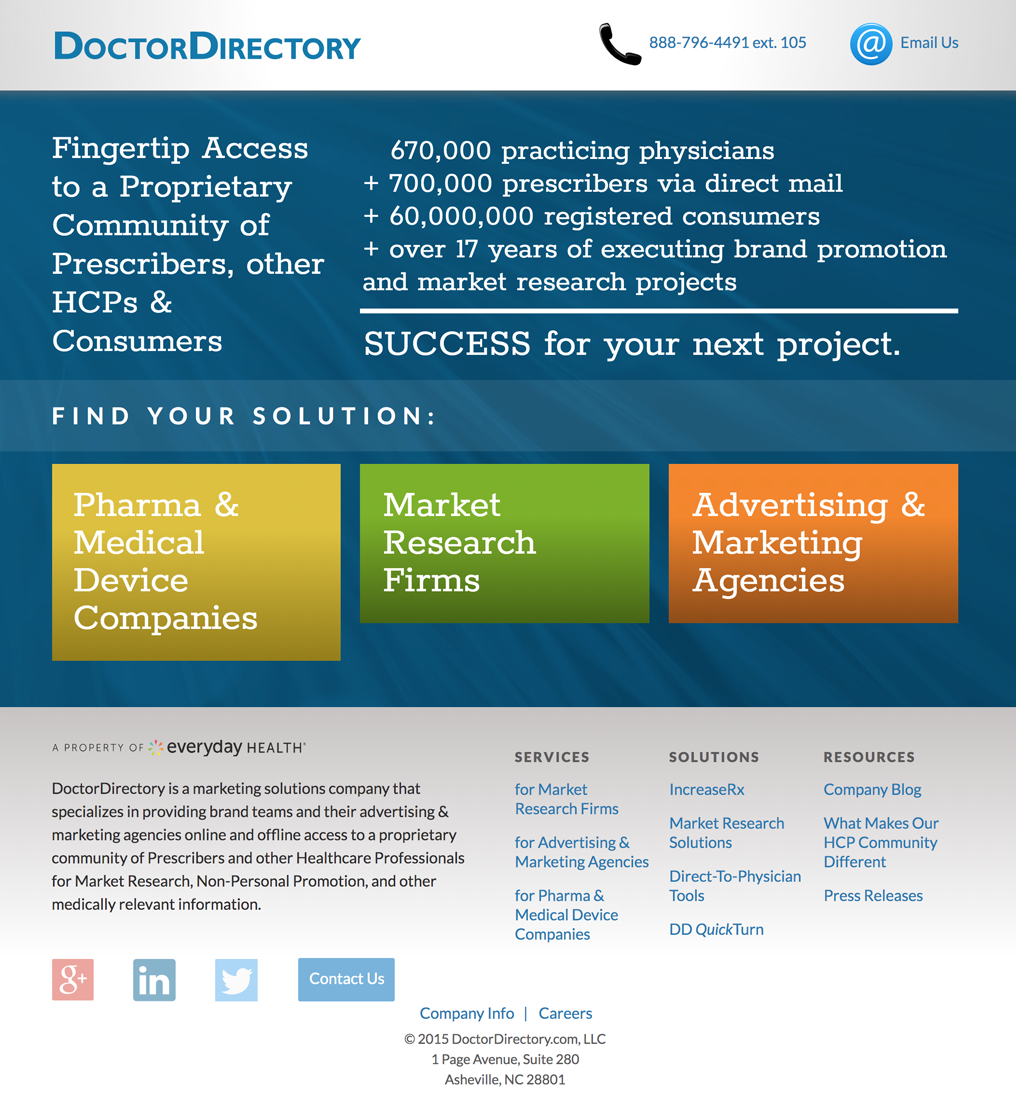 DOCTORDIRECTORY
888-796-4491 ext. 105
@ Email Us
Fingertip Access
to a Proprietary
Community of
Prescribers, other
HCPs &
Consumers
670,000 practicing physicians
+ 700,000 prescribers via direct mail
+ 60,000,000 registered consumers
+ over 17 years of executing brand promotion
and market research projects
SUCCESS for your next project.
FIND YOUR SOLUTION:
Pharma &
Medical
Device
Companies
Market
Research
Firms
Advertising &
Marketing
Agencies
A PROPERTY OF everyday HEALTH®
DoctorDirectory is a marketing solutions company that
specializes in providing brand teams and their advertising &
marketing agencies online and offline access to a proprietary
community of Prescribers and other Healthcare Professionals
for Market Research, Non-Personal Promotion, and other
medically relevant information.
SERVICES
for Market
Research Firms
for Advertising &
Marketing Agencies
for Pharma &
Medical Device
Companies
SOLUTIONS
IncreaseRx
Market Research
Solutions
Direct-To-Physician
Tools
DD QuickTurn
RESOURCES
Company Blog
What Makes Our
HCP Community
Different
Press Releases
g+
in
Contact Us
Company Info | Careers
© 2015 DoctorDirectory.com, LLC
1 Page Avenue, Suite 280
Asheville, NC 28801